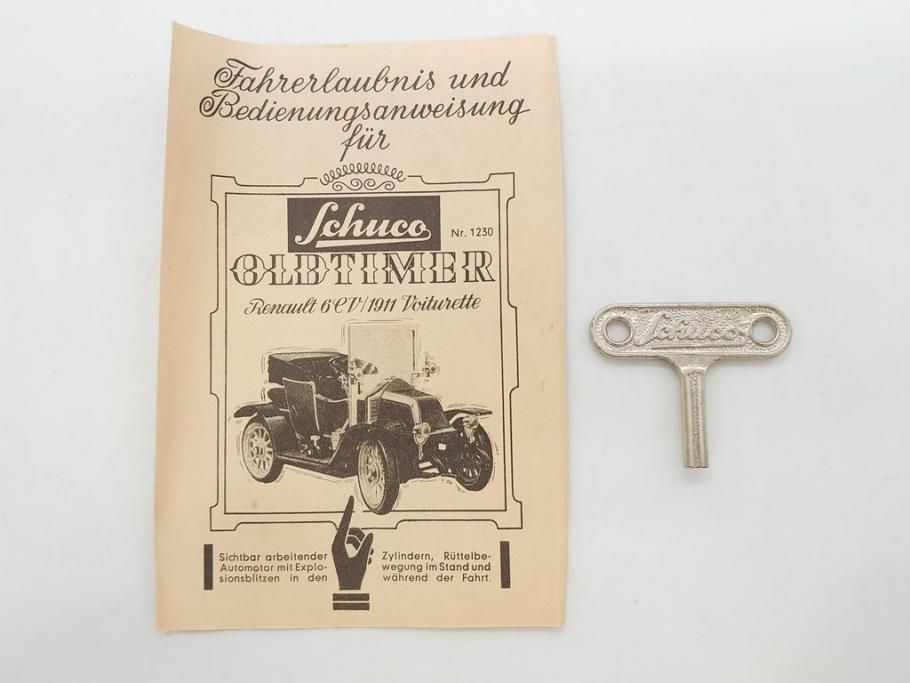 Fahrerlaubnis und
Bedienungsanweisung
für
Schuco
Nr. 1230
OLDTIMER
Renault 6CV/1911 Voiturette
Sichtbar arbeitender
Automotor mit Explo-
sionsblitzen in den
Zylindern, Rüttelbe-
wegung im Stand und
während der Fahrt.
Schuco